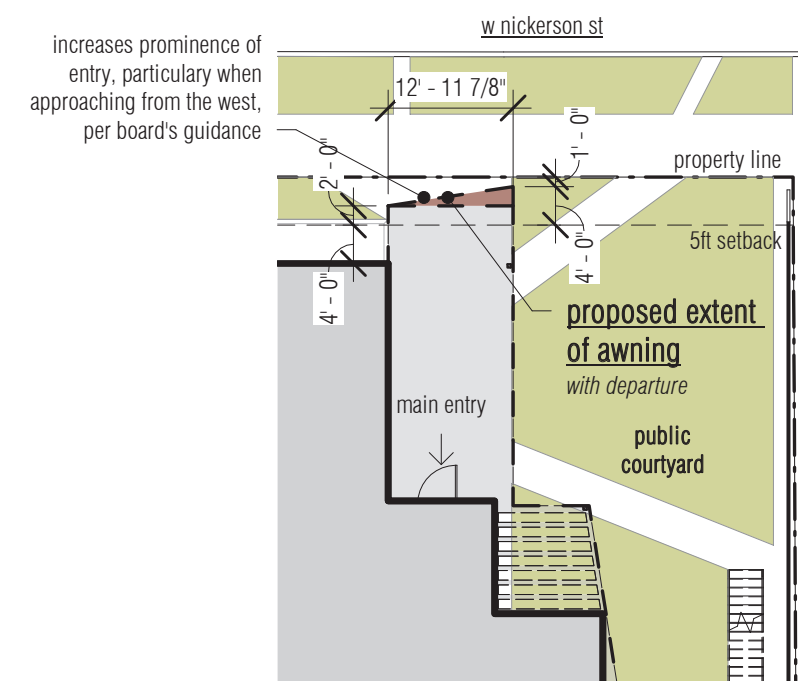 w nickerson st
increases prominence of
entry, particulary when
approaching from the west,
per board's guidance
12' - 11 7/8"
2' - 0"
1' - 0"
property line
5ft setback
4' - 0"
4' - 0"
proposed extent
of awning
with departure
main entry
public
courtyard